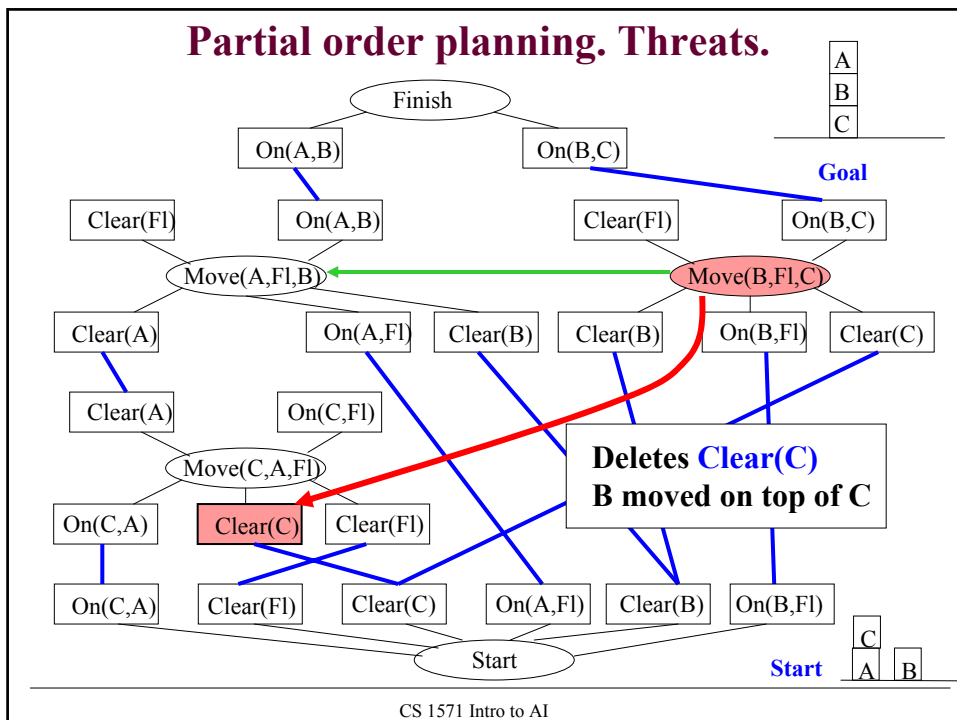 Partial order planning. Threats.
A
B
C
Finish
On(A,B)
On(B,C)
Goal
Clear(Fl)
On(A,B)
Clear(Fl)
On(B,C)
Move(A,Fl,B)
Move(B,Fl,C)
Clear(A)
On(A,Fl)
Clear(B)
Clear(B)
On(B,Fl)
Clear(C)
Clear(A)
On(C,Fl)
Move(C,A,Fl)
Deletes Clear(C)
B moved on top of C
On(C,A)
Clear(C)
Clear(Fl)
On(C,A)
Clear(Fl)
Clear(C)
On(A,Fl)
Clear(B)
On(B,Fl)
Start
Start
C
A B
CS 1571 Intro to AI